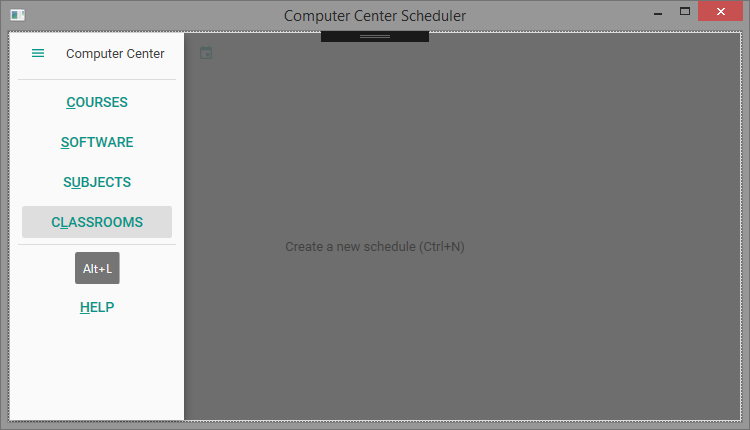 Computer Center Scheduler
Computer Center
COURSES
SOFTWARE
SUBJECTS
CLASSROOMS
Create a new schedule (Ctrl+N)
Alt+L
HELP